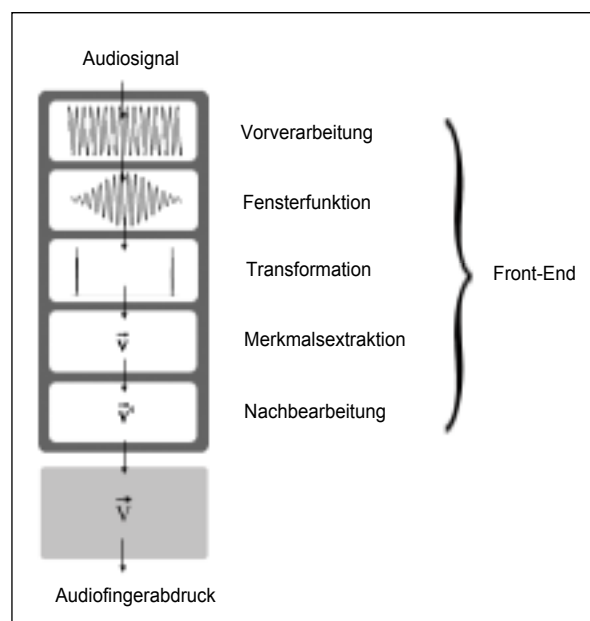 Audiosignal
Vorverarbeitung
Fensterfunktion
Transformation
Front-End
v⃗
Merkmalsextraktion
v⃗'
Nachbearbeitung
v⃗
Audiofingerabdruck